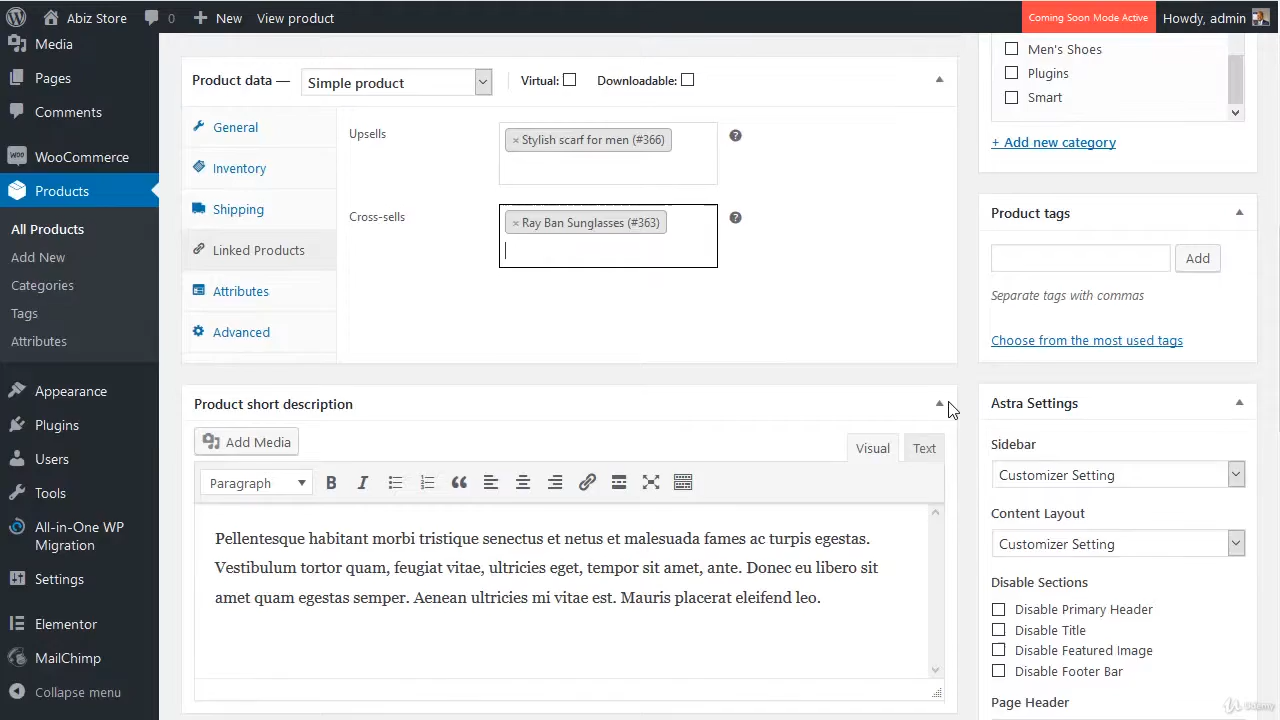 Abiz Store
0
New
View product
Coming Soon Mode Active
Howdy, admin
Media
Pages
Comments
WooCommerce
Products
All Products
Add New
Categories
Tags
Attributes
Appearance
Plugins
Users
Tools
All-in-One WP
Migration
Settings
Elementor
MailChimp
Collapse menu
Product data —
Simple product
Virtual:
Downloadable:
General
Inventory
Shipping
Linked Products
Attributes
Advanced
Upsells
× Stylish scarf for men (#366)
Cross-sells
× Ray Ban Sunglasses (#363)
Product short description
Add Media
Visual
Text
Paragraph
Pellentesque habitant morbi tristique senectus et netus et malesuada fames ac turpis egestas.
Vestibulum tortor quam, feugiat vitae, ultricies eget, tempor sit amet, ante. Donec eu libero sit
amet quam egestas semper. Aenean ultricies mi vitae est. Mauris placerat eleifend leo.
Men's Shoes
Plugins
Smart
+ Add new category
Product tags
Add
Separate tags with commas
Choose from the most used tags
Astra Settings
Sidebar
Customizer Setting
Content Layout
Customizer Setting
Disable Sections
Disable Primary Header
Disable Title
Disable Featured Image
Disable Footer Bar
Page Header
Udemy